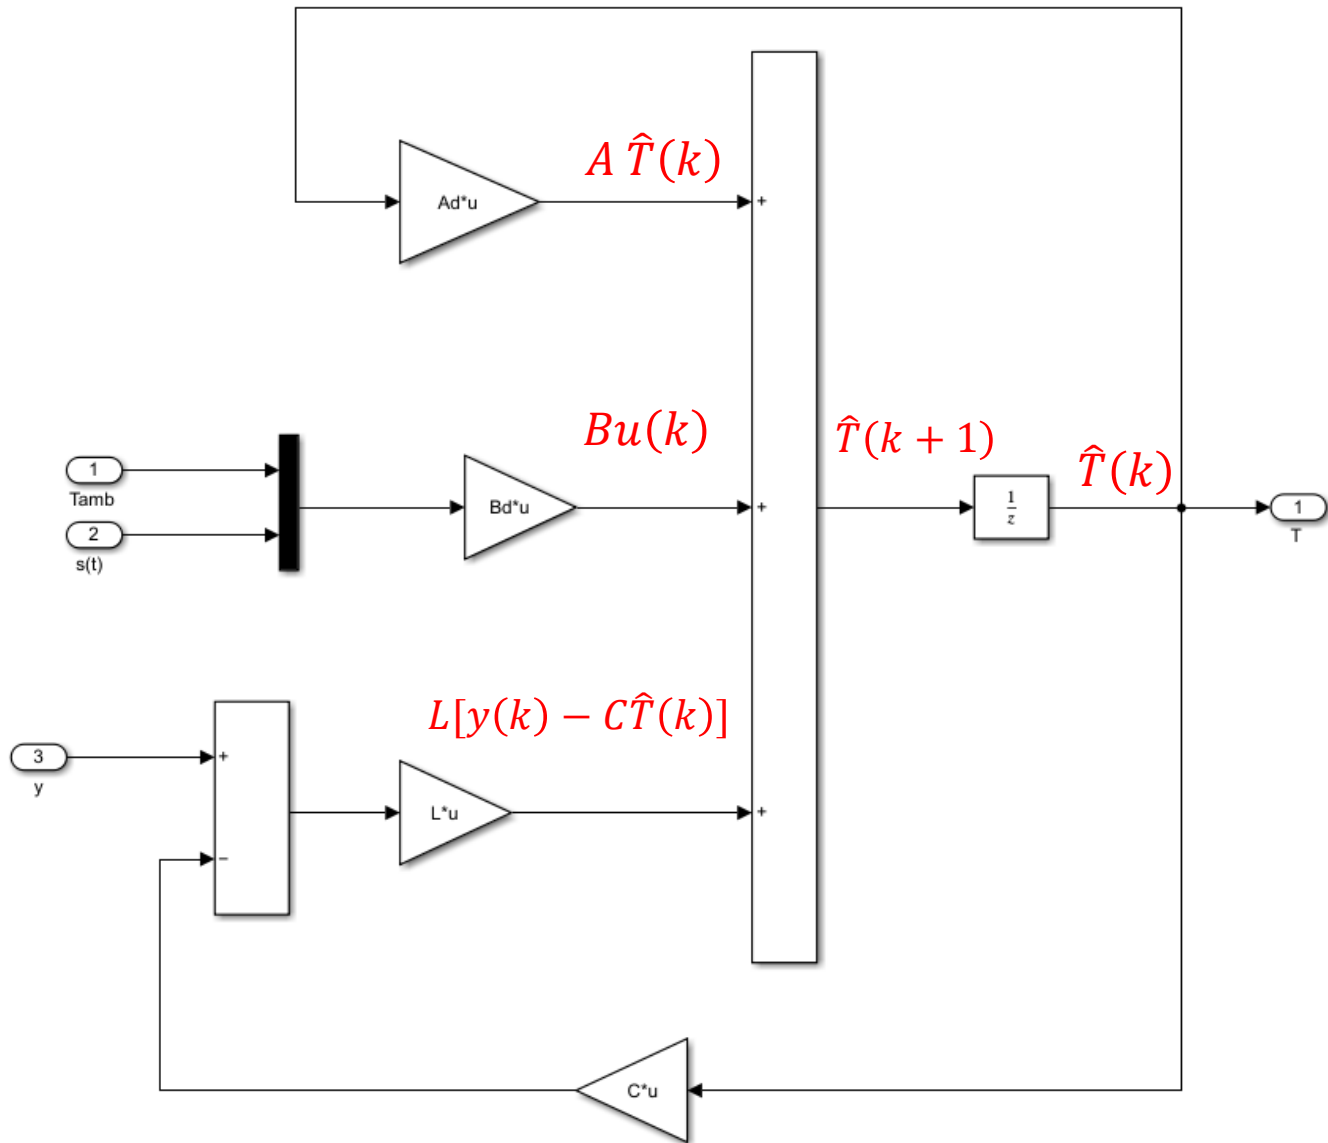 A T̂(k)
Ad*u
+
Bu(k)
T̂(k + 1)
T̂(k)
1
Tamb
2
s(t)
Bd*u
+
1/z
1
T
L[y(k) − CT̂(k)]
3
y
+
−
L*u
+
C*u